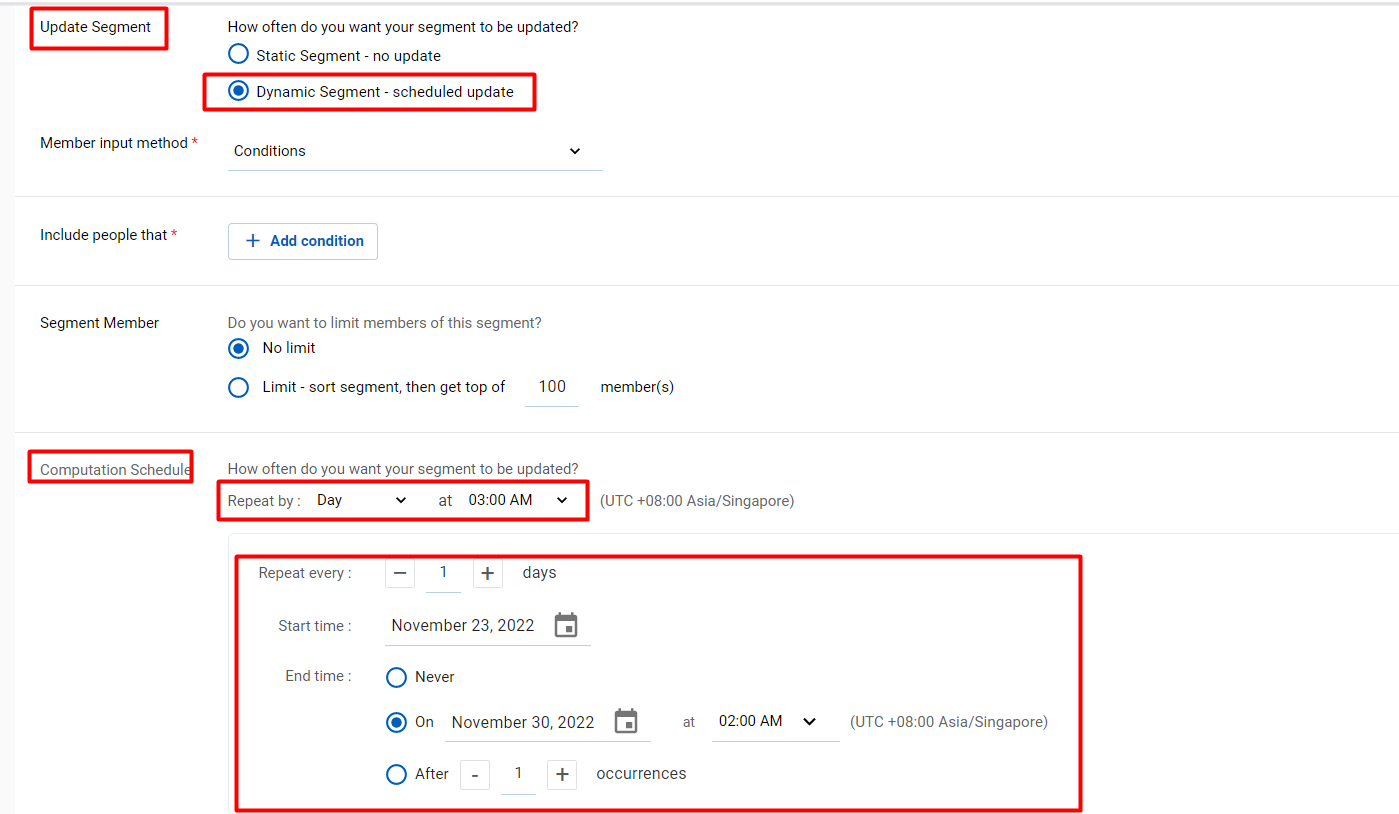 Update Segment How often do you want your segment to be updated?
Static Segment - no update
Dynamic Segment - scheduled update
Member input method * Conditions
Include people that * + Add condition
Segment Member Do you want to limit members of this segment?
No limit
Limit - sort segment, then get top of 100 member(s)
Computation Schedule How often do you want your segment to be updated?
Repeat by : Day at 03:00 AM (UTC +08:00 Asia/Singapore)
Repeat every : − 1 + days
Start time : November 23, 2022
End time : Never
On November 30, 2022 at 02:00 AM (UTC +08:00 Asia/Singapore)
After - 1 + occurrences